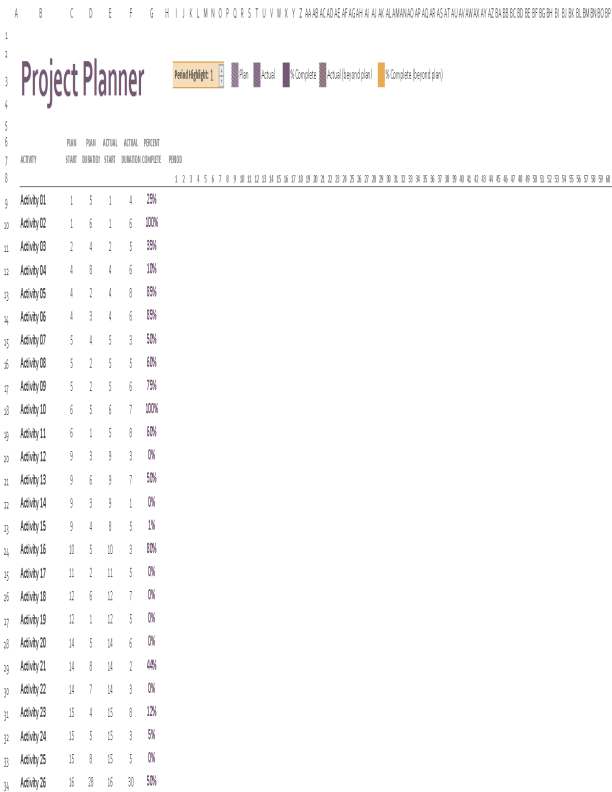 A B C D E F G H I J K L M N O P Q R S T U V W X Y Z AA AB AC AD AE AF AG AH AI AJ AK AL AM AN AO AP AQ AR AS AT AU AV AW AX AY AZ BA BB BC BD BE BF BG BH BI BJ BK BL BM BN BO BP
1
2
3 Project Planner Period Highlight: 1 Plan Actual % Complete Actual (beyond plan) % Complete (beyond plan)
4
5
6 PLAN PLAN ACTUAL ACTUAL PERCENT
7 ACTIVITY START DURATION START DURATION COMPLETE PERIOD
8 1 2 3 4 5 6 7 8 9 10 11 12 13 14 15 16 17 18 19 20 21 22 23 24 25 26 27 28 29 30 31 32 33 34 35 36 37 38 39 40 41 42 43 44 45 46 47 48 49 50 51 52 53 54 55 56 57 58 59 60
9 Activity 01 1 5 1 4 25%
10 Activity 02 1 6 1 6 100%
11 Activity 03 2 4 2 5 35%
12 Activity 04 4 8 4 6 10%
13 Activity 05 4 2 4 8 85%
14 Activity 06 4 3 4 6 85%
15 Activity 07 5 4 5 3 50%
16 Activity 08 5 2 5 5 60%
17 Activity 09 5 2 5 6 75%
18 Activity 10 6 5 6 7 100%
19 Activity 11 6 1 5 8 60%
20 Activity 12 9 3 9 3 0%
21 Activity 13 9 6 9 7 50%
22 Activity 14 9 3 9 1 0%
23 Activity 15 9 4 8 5 1%
24 Activity 16 10 5 10 3 80%
25 Activity 17 11 2 11 5 0%
26 Activity 18 12 6 12 7 0%
27 Activity 19 12 1 12 5 0%
28 Activity 20 14 5 14 6 0%
29 Activity 21 14 8 14 2 44%
30 Activity 22 14 7 14 3 0%
31 Activity 23 15 4 15 8 12%
32 Activity 24 15 5 15 3 5%
33 Activity 25 15 8 15 5 0%
34 Activity 26 16 28 16 30 50%